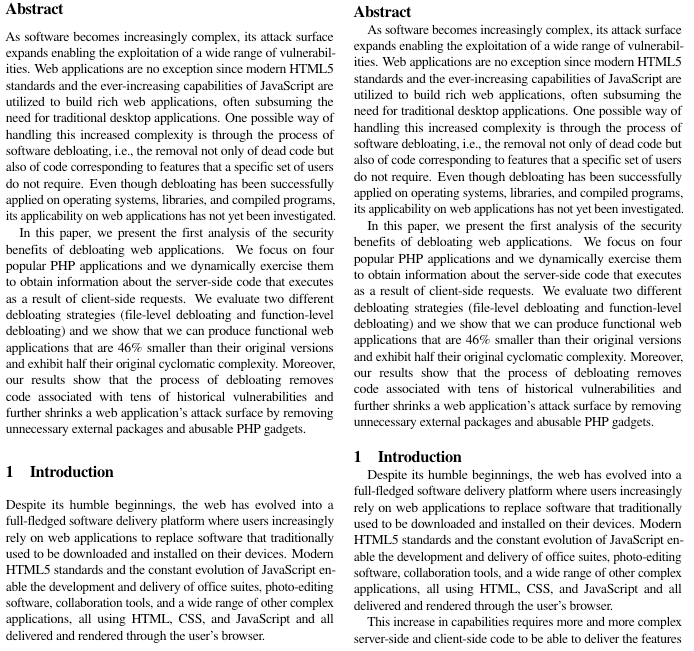 Abstract
As software becomes increasingly complex, its attack surface
expands enabling the exploitation of a wide range of vulnerabil-
ities. Web applications are no exception since modern HTML5
standards and the ever-increasing capabilities of JavaScript are
utilized to build rich web applications, often subsuming the
need for traditional desktop applications. One possible way of
handling this increased complexity is through the process of
software debloating, i.e., the removal not only of dead code but
also of code corresponding to features that a specific set of users
do not require. Even though debloating has been successfully
applied on operating systems, libraries, and compiled programs,
its applicability on web applications has not yet been investigated.
In this paper, we present the first analysis of the security
benefits of debloating web applications. We focus on four
popular PHP applications and we dynamically exercise them
to obtain information about the server-side code that executes
as a result of client-side requests. We evaluate two different
debloating strategies (file-level debloating and function-level
debloating) and we show that we can produce functional web
applications that are 46% smaller than their original versions
and exhibit half their original cyclomatic complexity. Moreover,
our results show that the process of debloating removes
code associated with tens of historical vulnerabilities and
further shrinks a web application's attack surface by removing
unnecessary external packages and abusable PHP gadgets.
1 Introduction
Despite its humble beginnings, the web has evolved into a
full-fledged software delivery platform where users increasingly
rely on web applications to replace software that traditionally
used to be downloaded and installed on their devices. Modern
HTML5 standards and the constant evolution of JavaScript en-
able the development and delivery of office suites, photo-editing
software, collaboration tools, and a wide range of other complex
applications, all using HTML, CSS, and JavaScript and all
delivered and rendered through the user's browser.
Abstract
As software becomes increasingly complex, its attack surface
expands enabling the exploitation of a wide range of vulnerabil-
ities. Web applications are no exception since modern HTML5
standards and the ever-increasing capabilities of JavaScript are
utilized to build rich web applications, often subsuming the
need for traditional desktop applications. One possible way of
handling this increased complexity is through the process of
software debloating, i.e., the removal not only of dead code but
also of code corresponding to features that a specific set of users
do not require. Even though debloating has been successfully
applied on operating systems, libraries, and compiled programs,
its applicability on web applications has not yet been investigated.
In this paper, we present the first analysis of the security
benefits of debloating web applications. We focus on four
popular PHP applications and we dynamically exercise them
to obtain information about the server-side code that executes
as a result of client-side requests. We evaluate two different
debloating strategies (file-level debloating and function-level
debloating) and we show that we can produce functional web
applications that are 46% smaller than their original versions
and exhibit half their original cyclomatic complexity. Moreover,
our results show that the process of debloating removes
code associated with tens of historical vulnerabilities and
further shrinks a web application's attack surface by removing
unnecessary external packages and abusable PHP gadgets.
1 Introduction
Despite its humble beginnings, the web has evolved into a
full-fledged software delivery platform where users increasingly
rely on web applications to replace software that traditionally
used to be downloaded and installed on their devices. Modern
HTML5 standards and the constant evolution of JavaScript en-
able the development and delivery of office suites, photo-editing
software, collaboration tools, and a wide range of other complex
applications, all using HTML, CSS, and JavaScript and all
delivered and rendered through the user's browser.
This increase in capabilities requires more and more complex
server-side and client-side code to be able to deliver the features